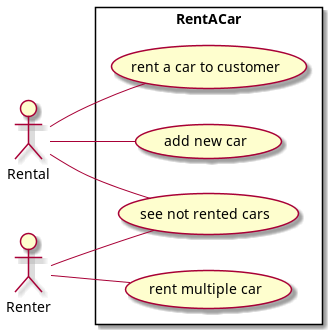 RentACar
rent a car to customer
add new car
Rental
see not rented cars
Renter
rent multiple car